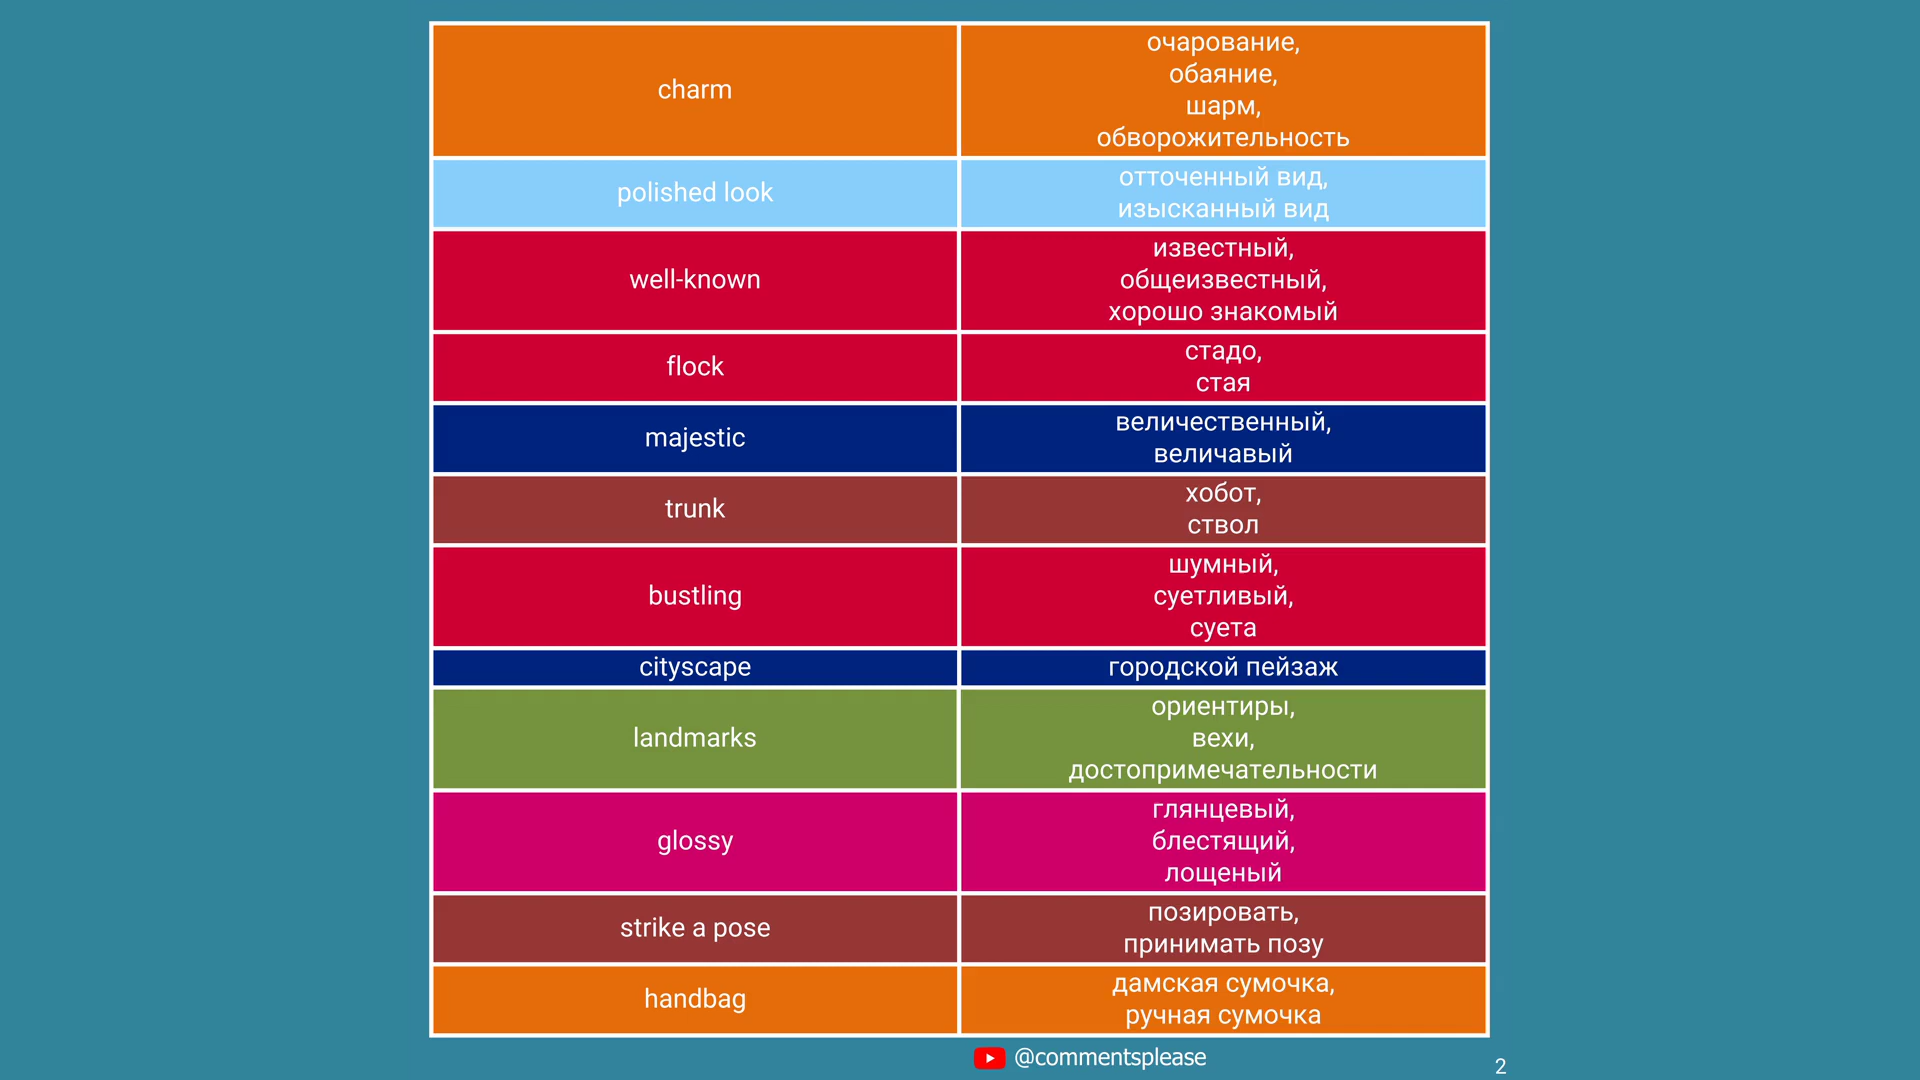 charm
очарование,
обаяние,
шарм,
обворожительность
polished look
отточенный вид,
изысканный вид
well-known
известный,
общеизвестный,
хорошо знакомый
flock
стадо,
стая
majestic
величественный,
величавый
trunk
хобот,
ствол
bustling
шумный,
суетливый,
суета
cityscape
городской пейзаж
landmarks
ориентиры,
вехи,
достопримечательности
glossy
глянцевый,
блестящий,
лощеный
strike a pose
позировать,
принимать позу
handbag
дамская сумочка,
ручная сумочка
@commentsplease
2